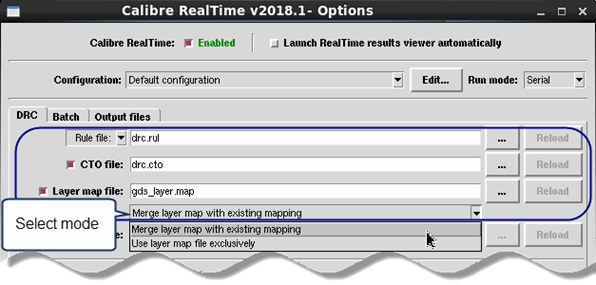 Calibre RealTime v2018.1- Options
Calibre RealTime: Enabled Launch RealTime results viewer automatically
Configuration: Default configuration Edit... Run mode: Serial
DRC Batch Output files
Rule file: drc.rul ... Reload
CTO file: drc.cto ... Reload
Layer map file: gds_layer.map ... Reload
Merge layer map with existing mapping
Select mode
Merge layer map with existing mapping ... Reload
Use layer map file exclusively